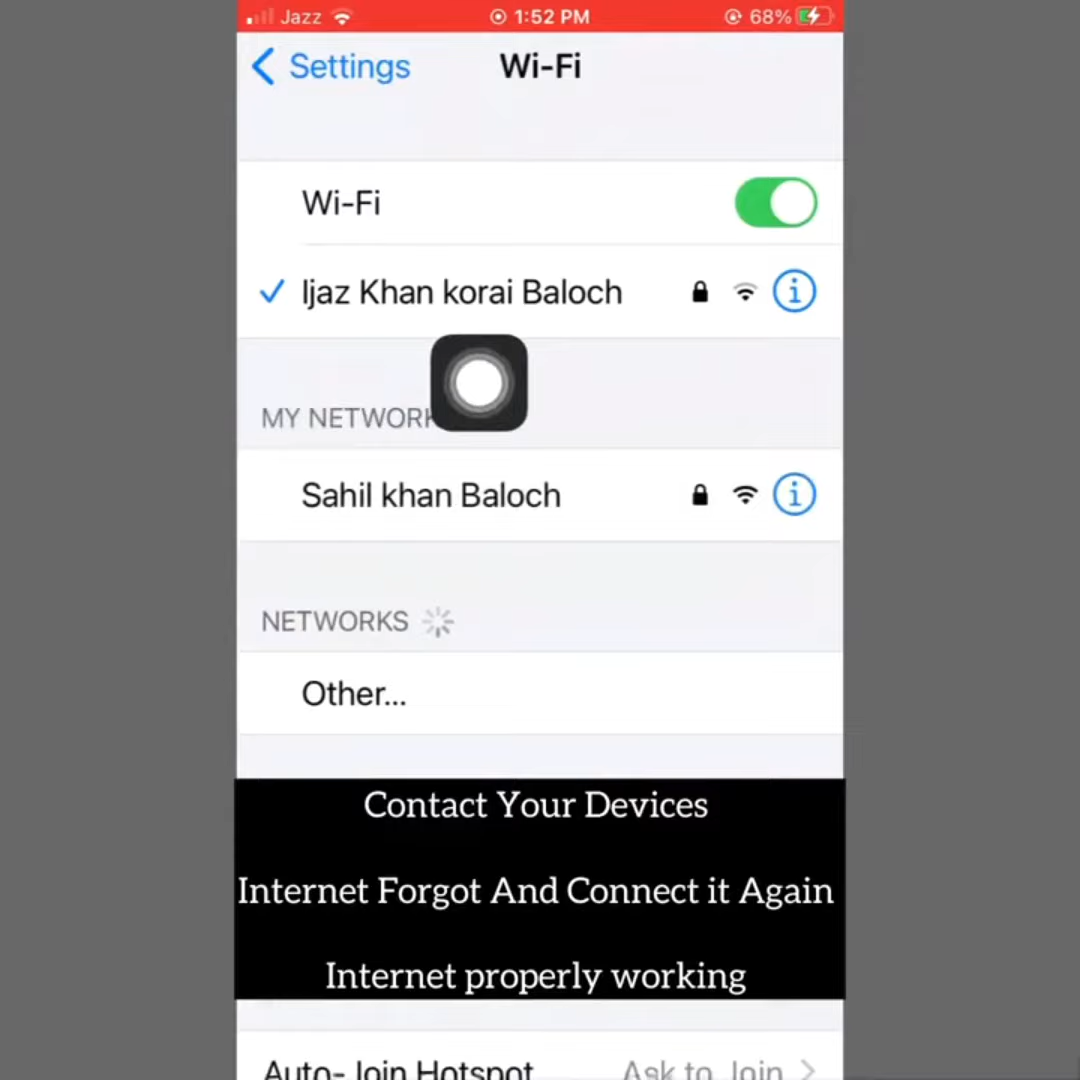 Jazz 1:52 PM 68%
Settings Wi-Fi
Wi-Fi
Ijaz Khan korai Baloch
MY NETWORK
Sahil khan Baloch
NETWORKS
Other...
Contact Your Devices
Internet Forgot And Connect it Again
Internet properly working
Auto-Join Hotspot Ask to Join